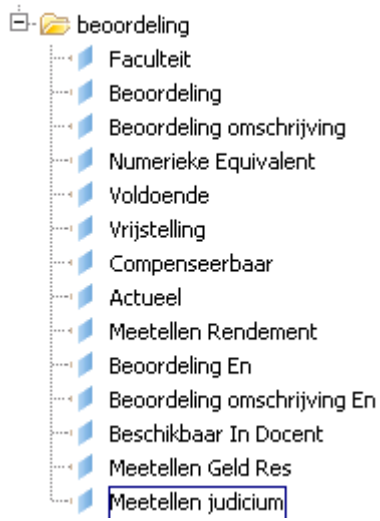 beoordeling
Faculteit
Beoordeling
Beoordeling omschrijving
Numerieke Equivalent
Voldoende
Vrijstelling
Compenseerbaar
Actueel
Meetellen Rendement
Beoordeling En
Beoordeling omschrijving En
Beschikbaar In Docent
Meetellen Geld Res
Meetellen judicium